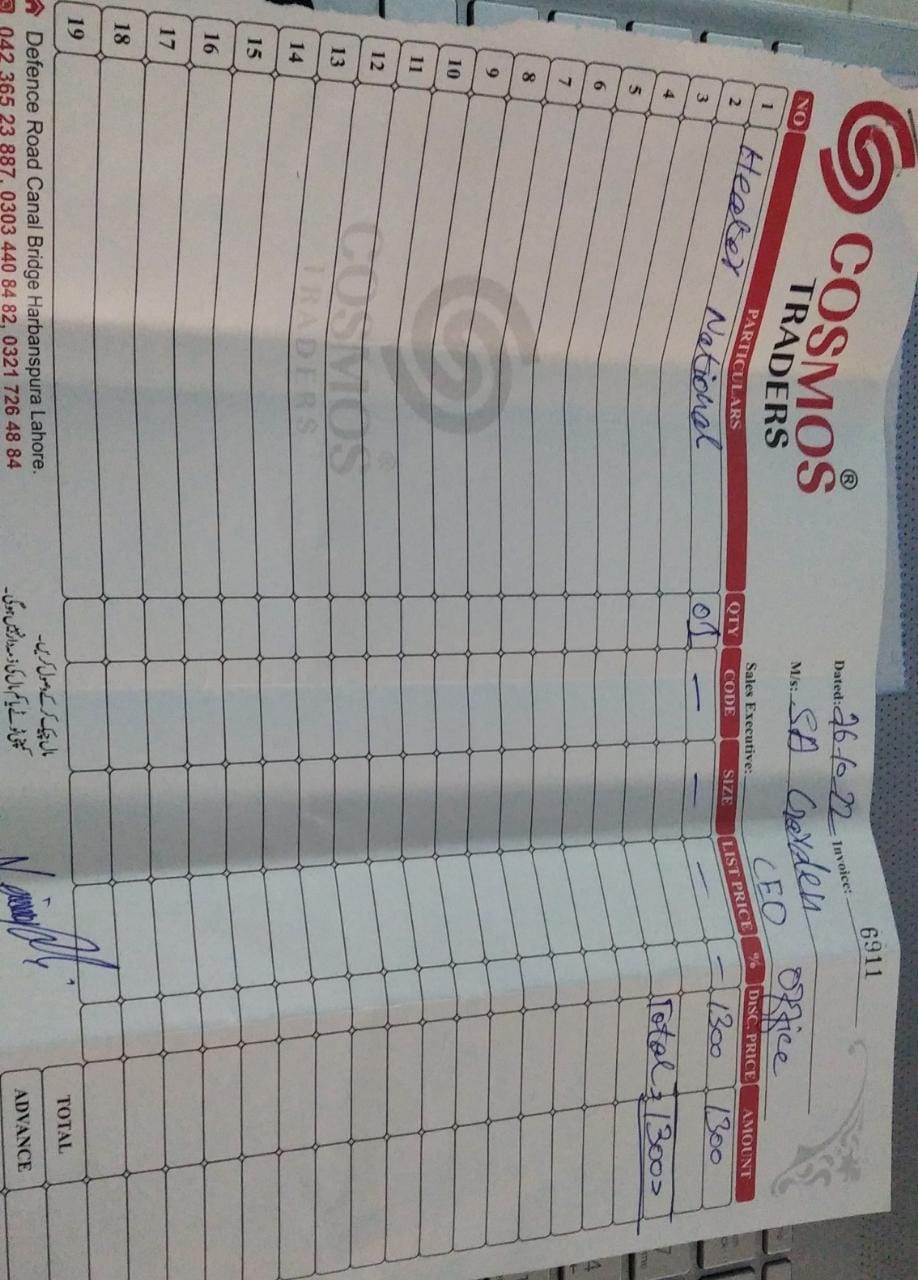 COSMOS®
TRADERS
6911
Dated: 26-10-22 Invoice:
M/s: SA Garden
CEO Office
Sales Executive:
NO PARTICULARS QTY CODE SIZE LIST PRICE % DISC. PRICE AMOUNT
1
2 Heater National 01 — — — - 1300 1300
3
4 Total = 1300
5
6
7
8
9
10
11
12
13
14
15
16
17
18
19
COSMOS®
TRADERS
TOTAL
ADVANCE
Defence Road Canal Bridge Harbanspura Lahore.
042 365 23 887, 0303 440 84 82, 0321 726 48 84